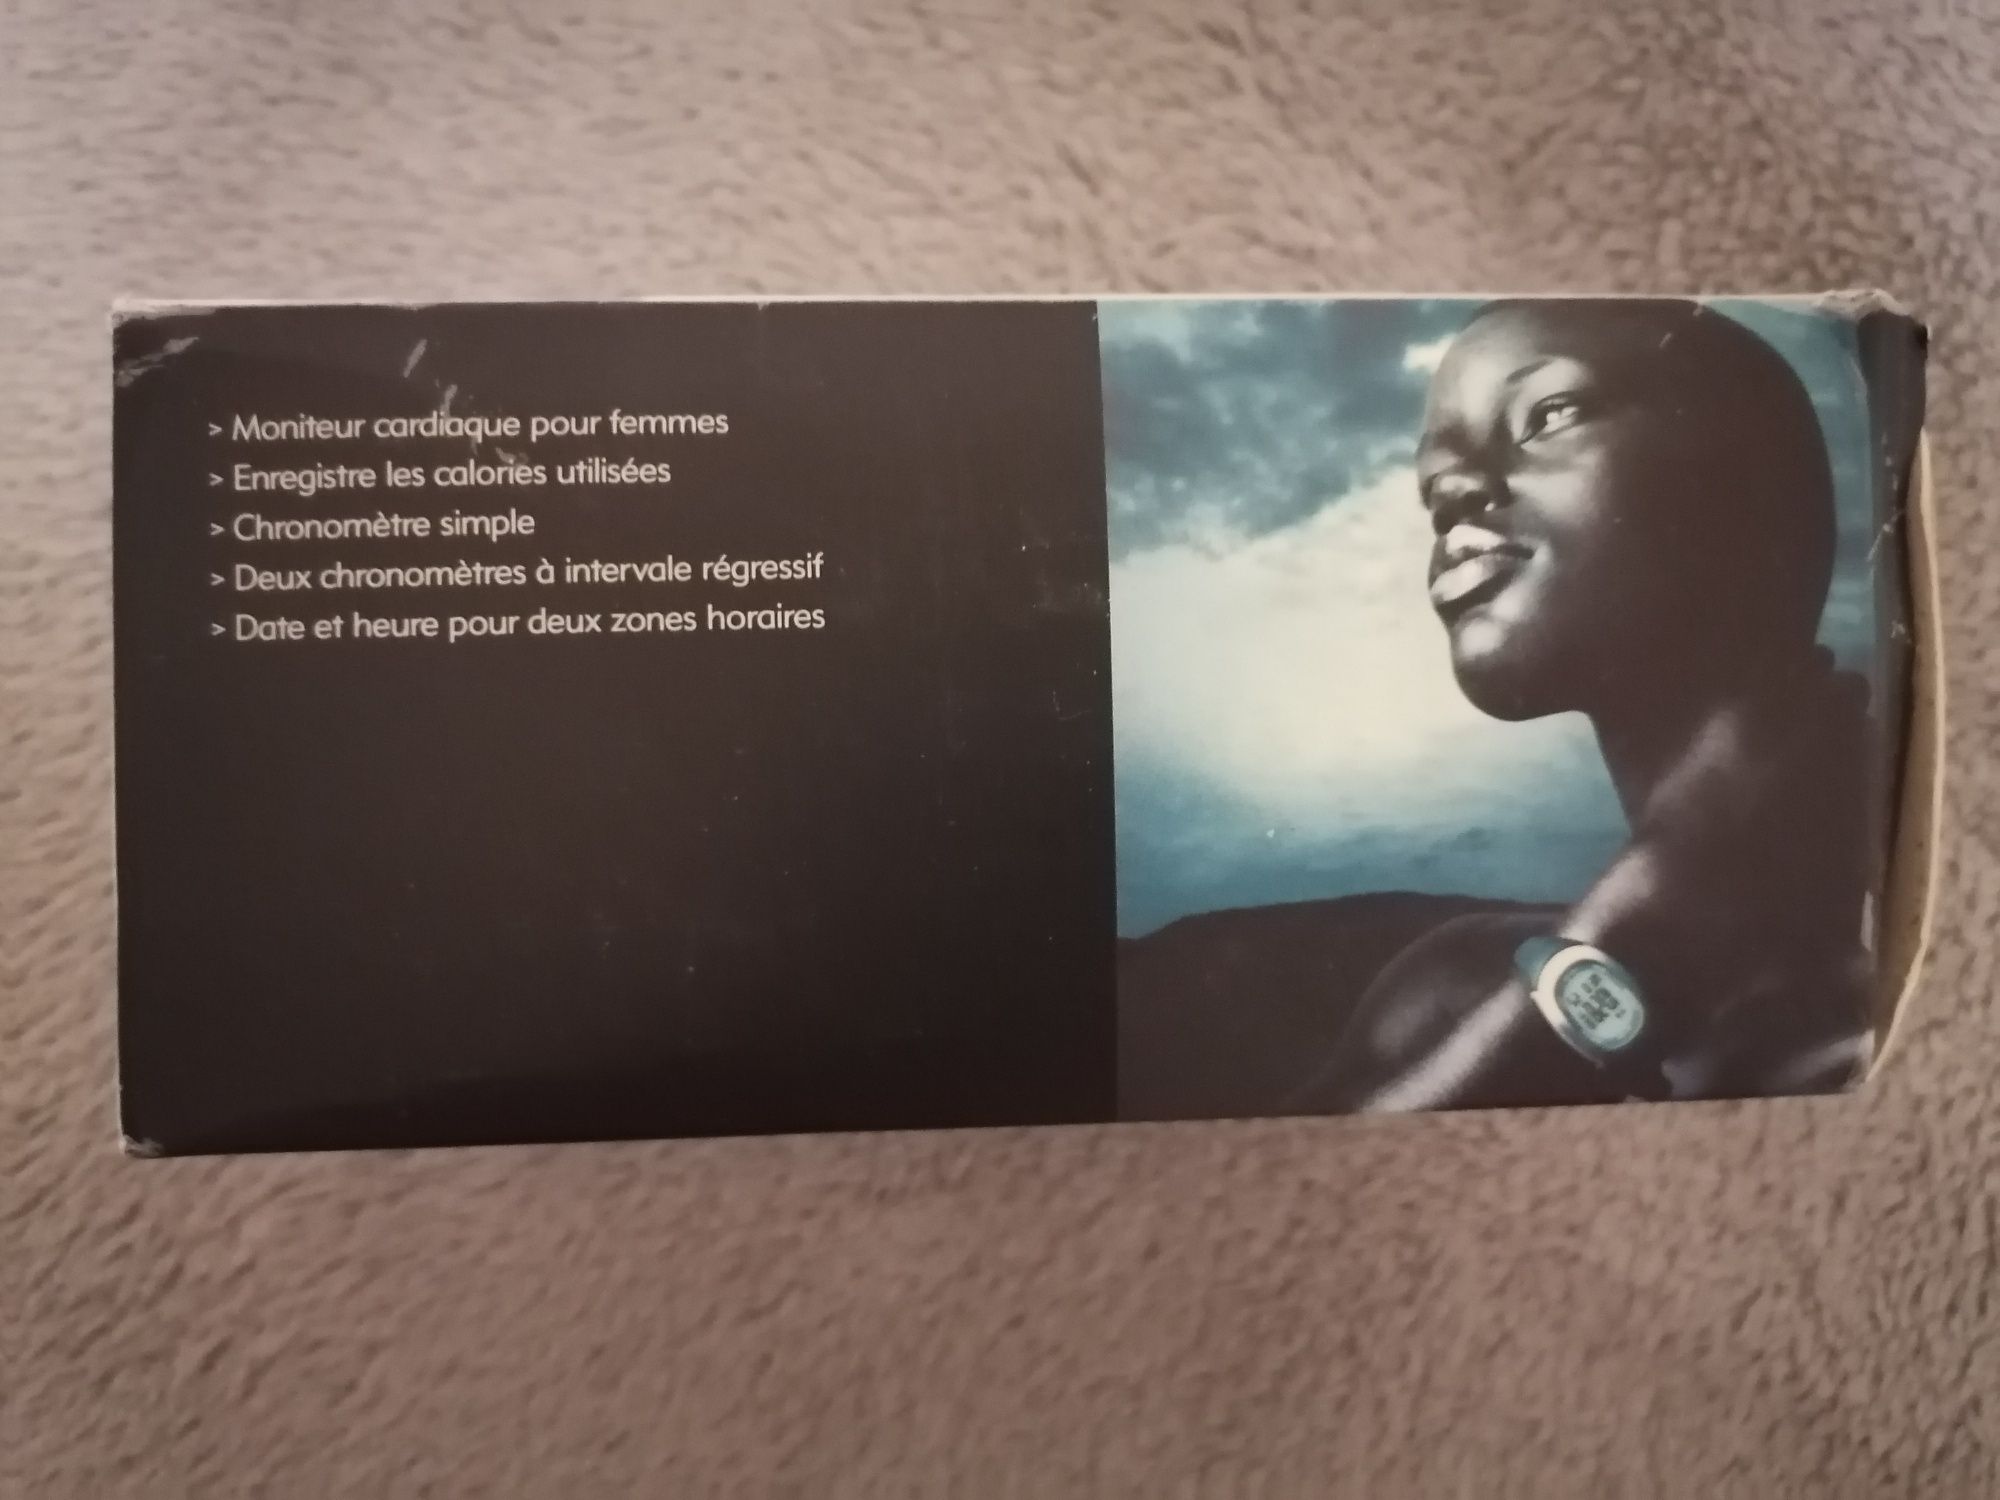 > Moniteur cardiaque pour femmes
> Enregistre les calories utilisées
> Chronomètre simple
> Deux chronomètres à intervale régressif
> Date et heure pour deux zones horaires